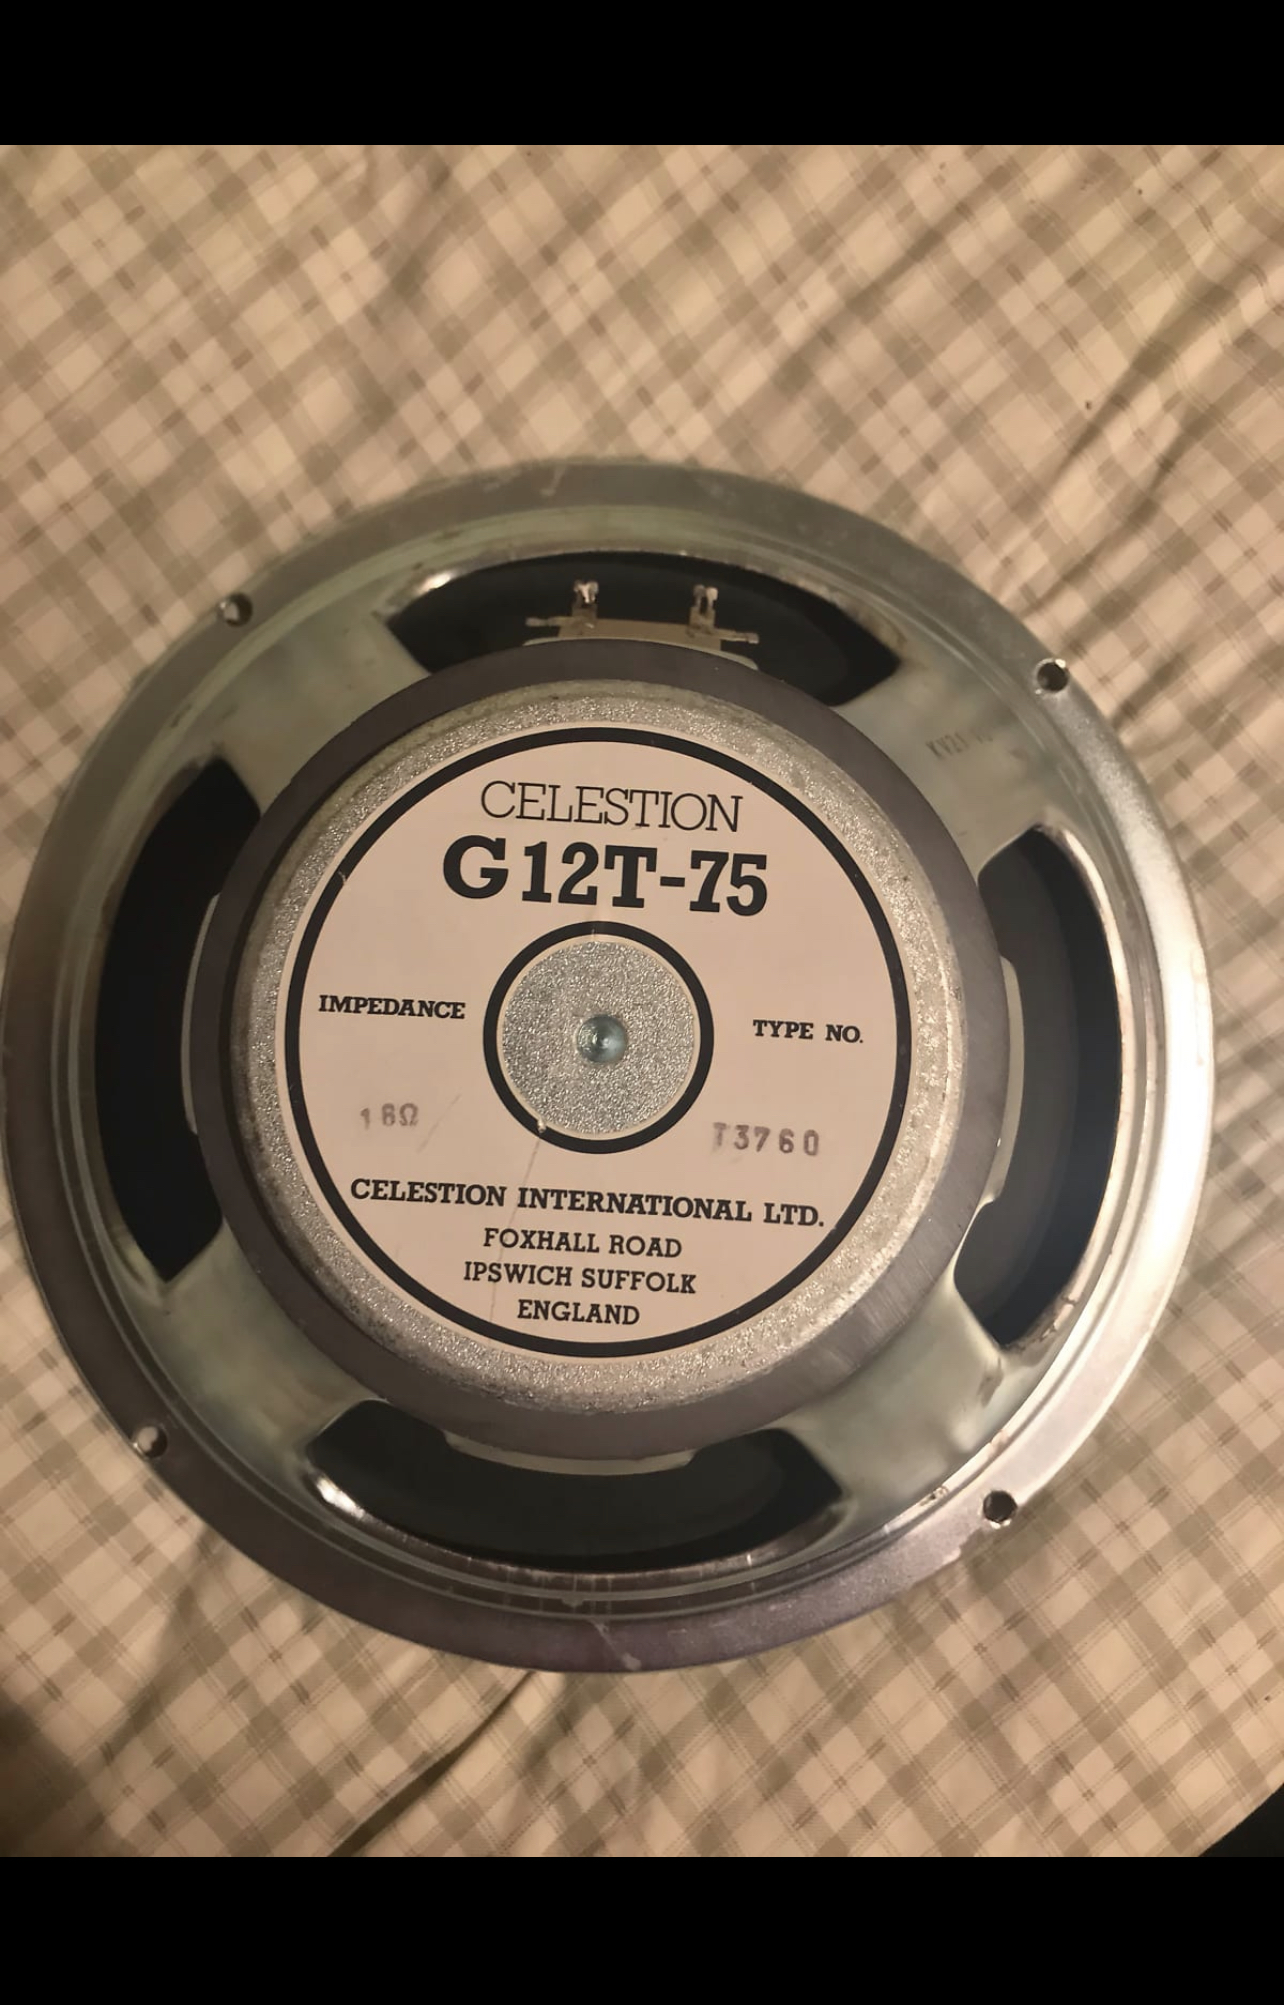 CELESTION
G12T-75
IMPEDANCE
TYPE NO.
16Ω
T3760
CELESTION INTERNATIONAL LTD.
FOXHALL ROAD
IPSWICH SUFFOLK
ENGLAND